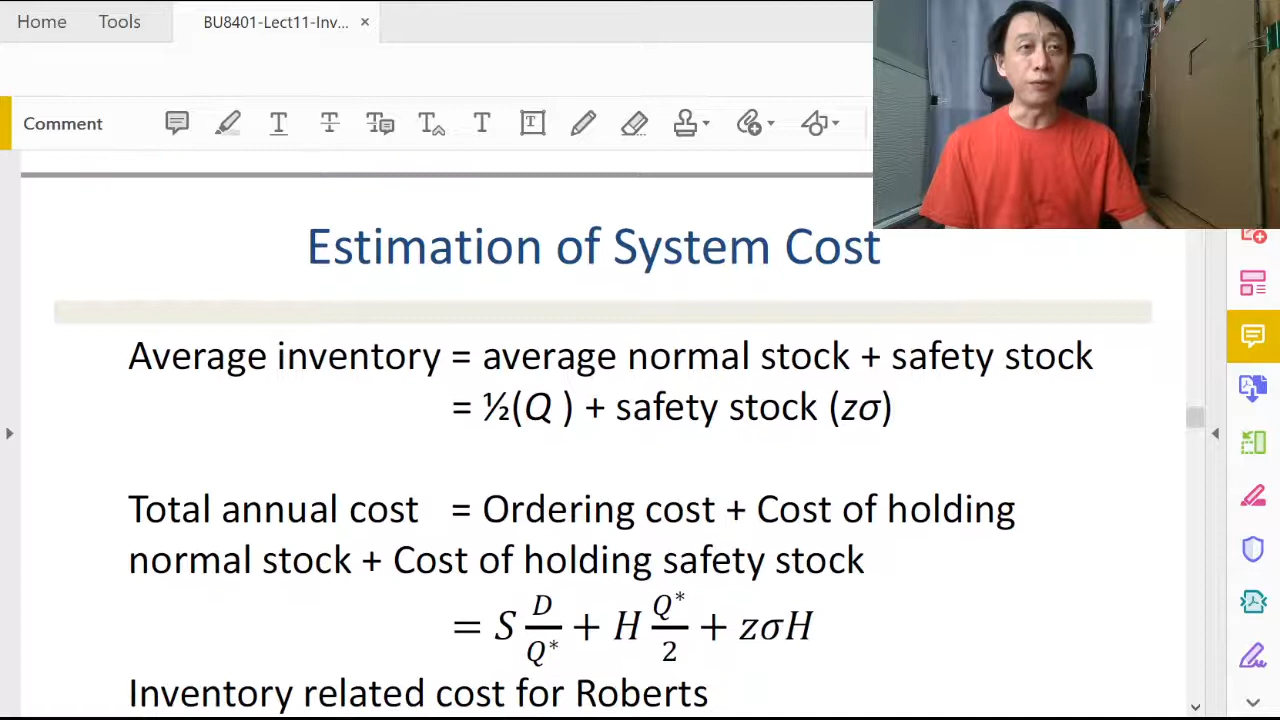 Home Tools BU8401-Lect11-Inv... ×
Comment
Estimation of System Cost
Average inventory = average normal stock + safety stock
= ½(Q ) + safety stock (zσ)
Total annual cost = Ordering cost + Cost of holding
normal stock + Cost of holding safety stock
= S D/Q* + H Q*/2 + zσH
Inventory related cost for Roberts